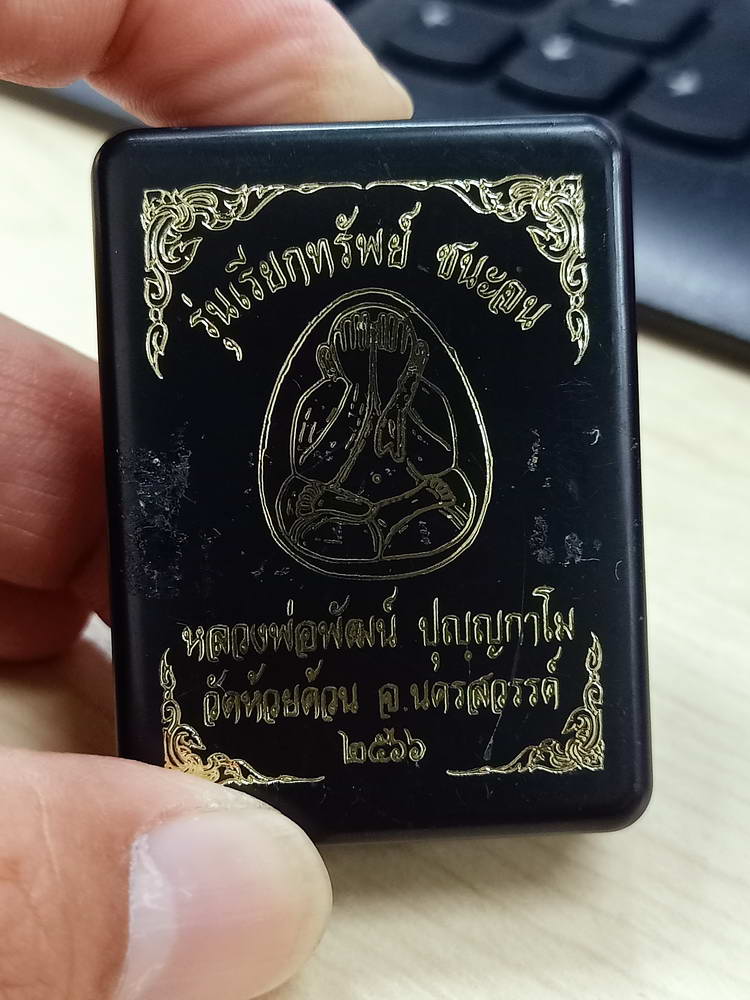 รุ่นเรียกทรัพย์ ชนะจน
หลวงพ่อพัฒน์ ปุญฺญกาโม
วัดห้วยด้วน จ.นครสวรรค์
๒๕๖๖